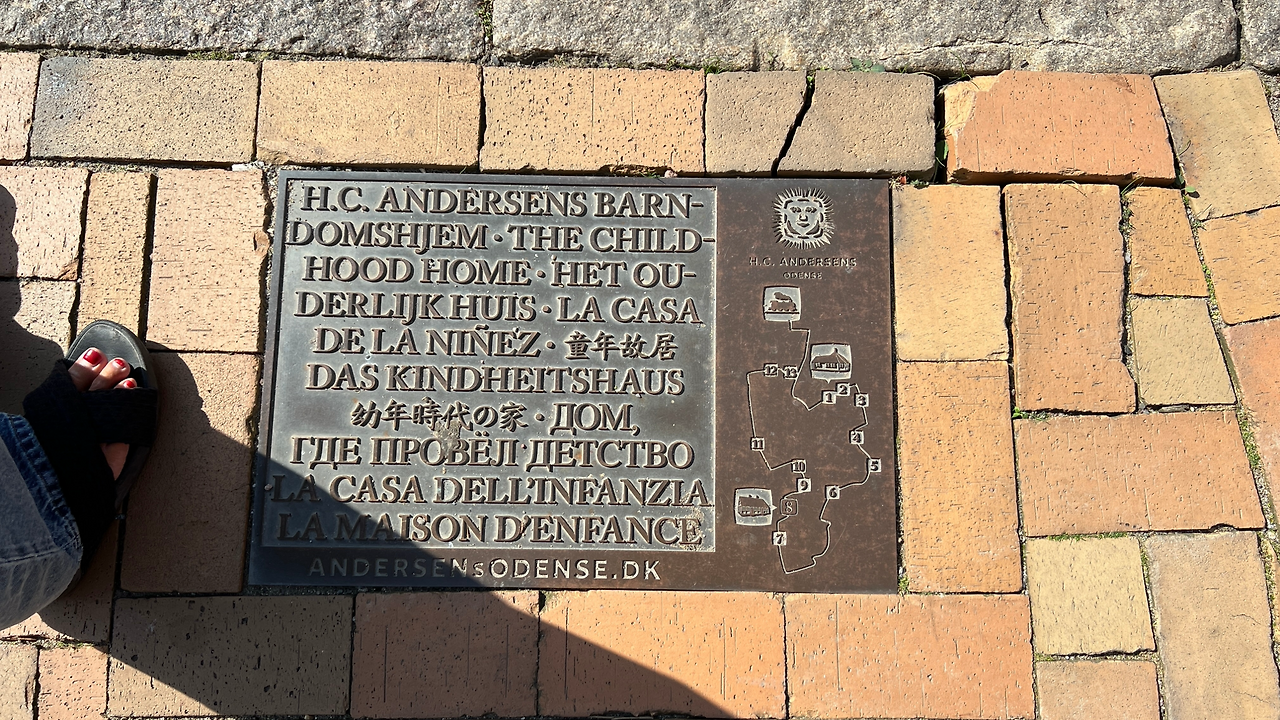 H.C. ANDERSENS BARN-
DOMSHJEM · THE CHILD-
HOOD HOME · HET OU-
DERLIJK HUIS · LA CASA
DE LA NIÑEZ · 童年故居
DAS KINDHEITSHAUS
幼年時代の家 · ДОМ,
ГДЕ ПРОВЁЛ ДЕТСТВО
·LA CASA DELL'INFANZIA
LA MAISON D'ENFANCE
ANDERSENSODENSE.DK
H.C. ANDERSENS
ODENSE
12 13
1 2 3
4
11
5
10
9
6
8
7